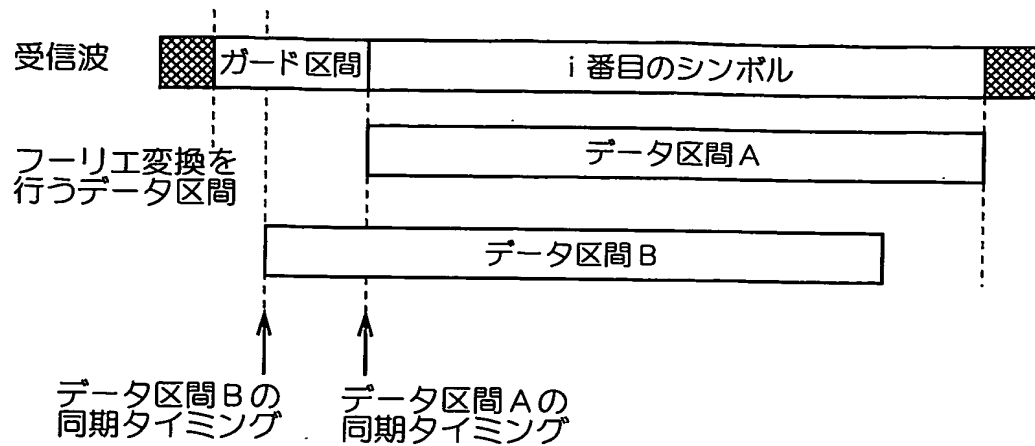 受信波
ガード区間
i 番目のシンボル
フーリエ変換を
行うデータ区間
データ区間A
データ区間B
データ区間Bの
同期タイミング
データ区間Aの
同期タイミング